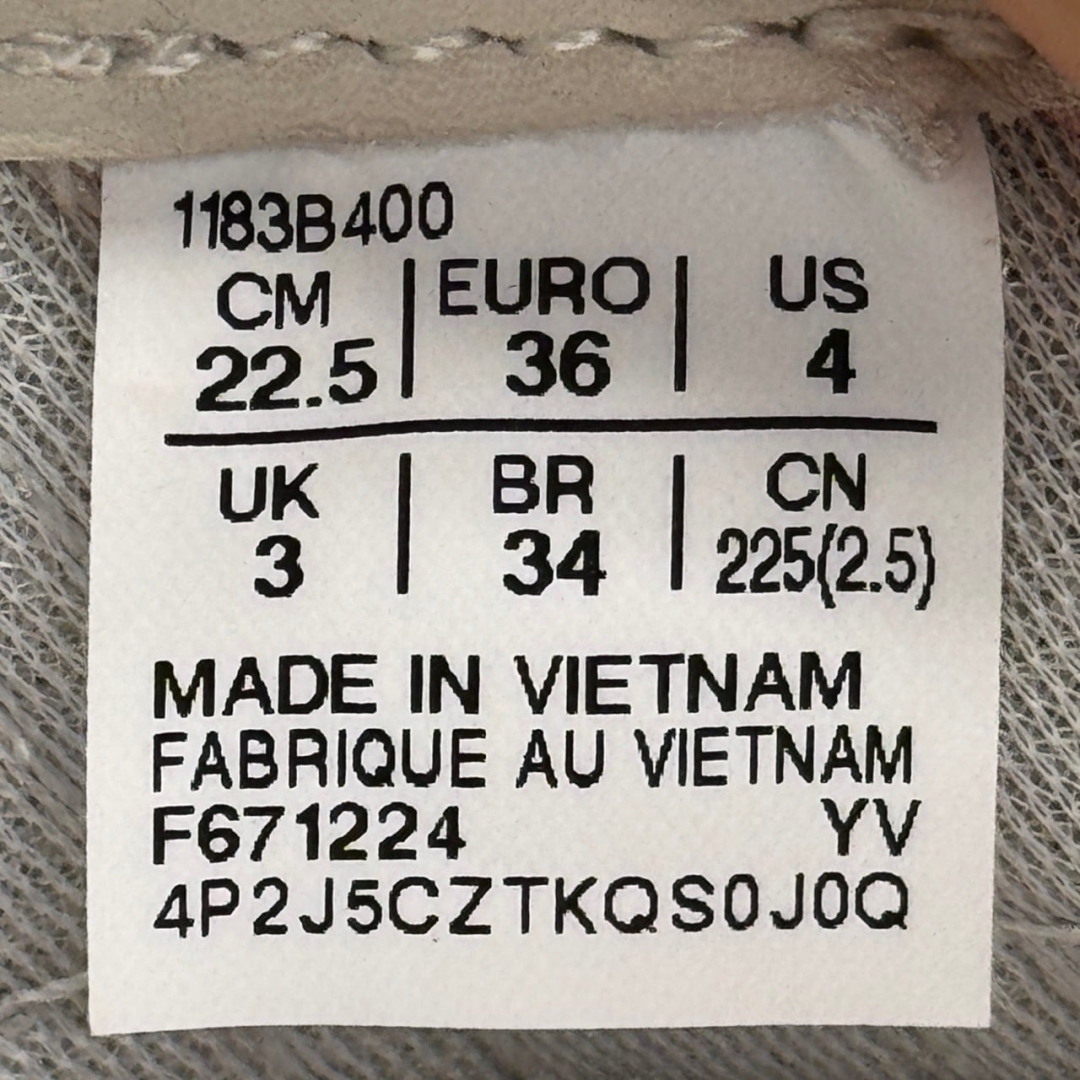 1183B400
CM | EURO | US
22.5 | 36 | 4
UK | BR | CN
3 | 34 | 225(2.5)
MADE IN VIETNAM
FABRIQUE AU VIETNAM
F671224 YV
4P2J5CZTKQS0J0Q